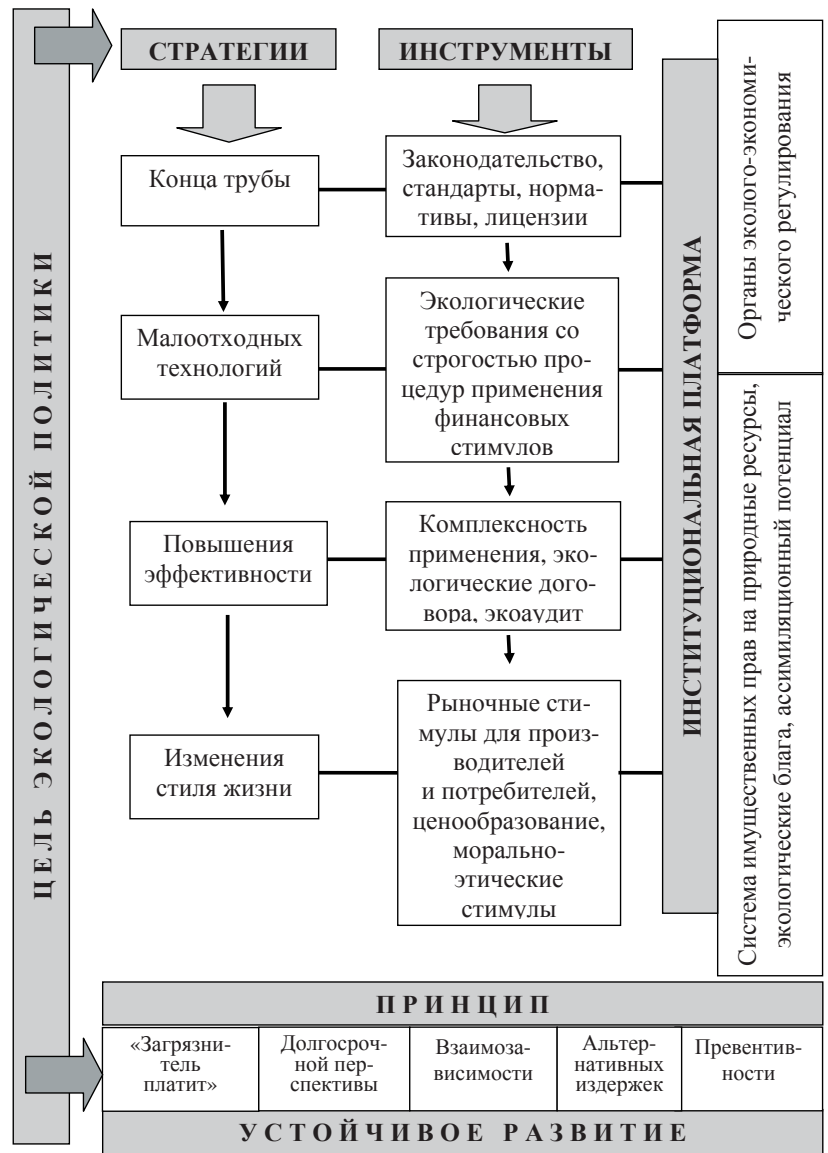 ЦЕЛЬ ЭКОЛОГИЧЕСКОЙ ПОЛИТИКИ
СТРАТЕГИИ
ИНСТРУМЕНТЫ
Конца трубы
Законодательство,
стандарты, норма-
тивы, лицензии
Малоотходных
технологий
Экологические
требования со
строгостью про-
цедур применения
финансовых
стимулов
Повышения
эффективности
Комплексность
применения, эко-
логические дого-
вора, экоаудит
Изменения
стиля жизни
Рыночные сти-
мулы для произ-
водителей
и потребителей,
ценообразование,
морально-
этические
стимулы
ИНСТИТУЦИОНАЛЬНАЯ ПЛАТФОРМА
Органы эколого-экономи-
ческого регулирования
Система имущественных прав на природные ресурсы,
экологические блага, ассимиляционный потенциал
ПРИНЦИП
«Загрязни-
тель
платит»
Долгосроч-
ной пер-
спективы
Взаимоза-
висимости
Альтер-
нативных
издержек
Превентив-
ности
УСТОЙЧИВОЕ РАЗВИТИЕ